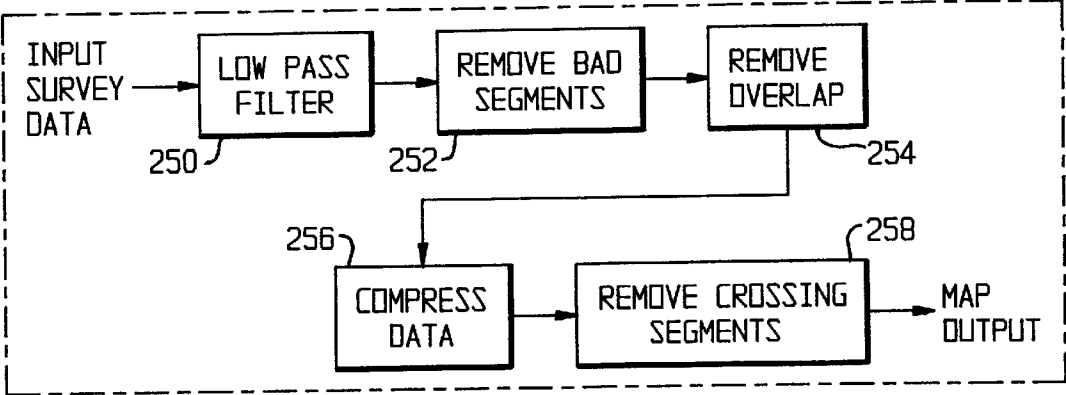 INPUT
SURVEY
DATA
LOW PASS
FILTER
250
REMOVE BAD
SEGMENTS
252
REMOVE
OVERLAP
254
256
COMPRESS
DATA
258
REMOVE CROSSING
SEGMENTS
MAP
OUTPUT